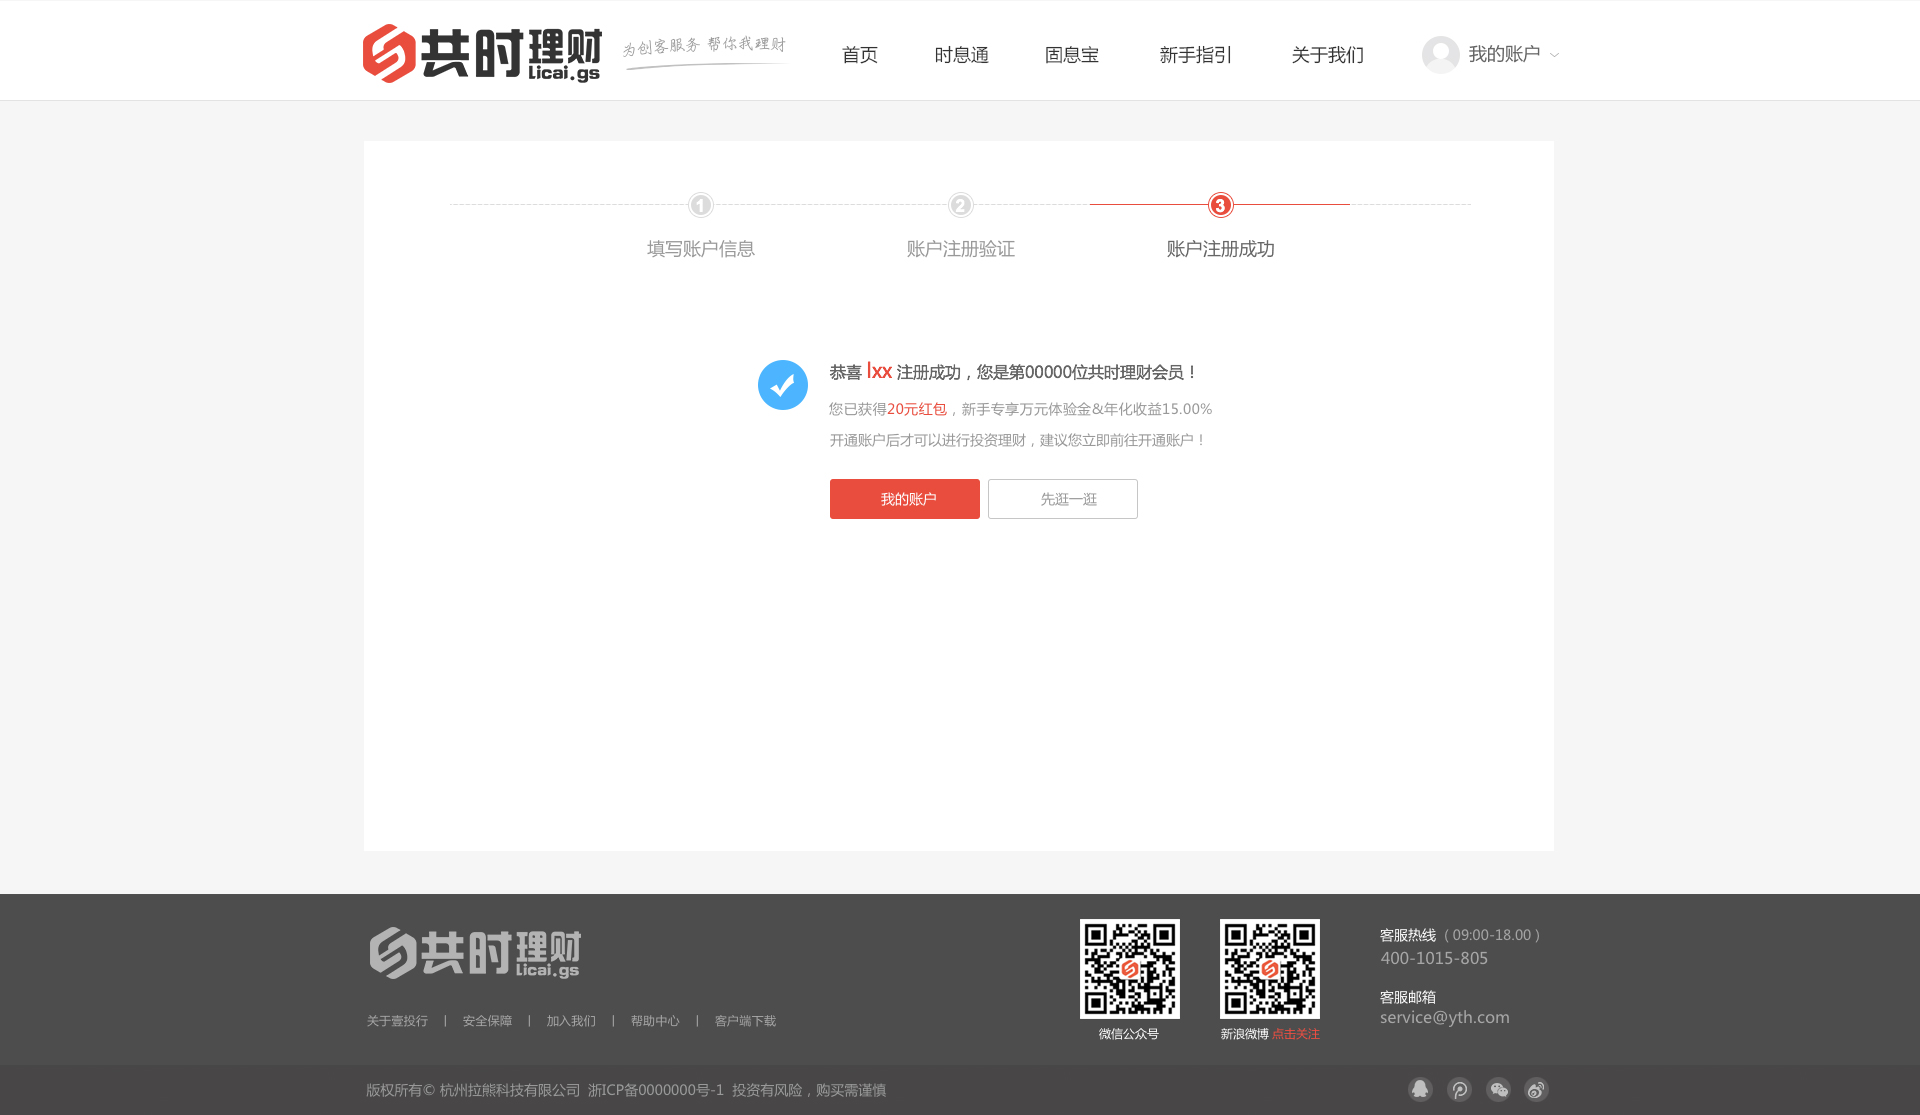 共时理财
Licai.gs
为创客服务 帮你我理财
首页 时息通 固息宝 新手指引 关于我们 我的账户
1 2 3
填写账户信息 账户注册验证 账户注册成功
恭喜 lxx 注册成功，您是第00000位共时理财会员！
您已获得20元红包，新手专享万元体验金&年化收益15.00%
开通账户后才可以进行投资理财，建议您立即前往开通账户！
我的账户 先逛一逛
共时理财
Licai.gs
关于壹投行 | 安全保障 | 加入我们 | 帮助中心 | 客户端下载
微信公众号 新浪微博 点击关注
客服热线（09:00-18.00）
400-1015-805
客服邮箱
service@yth.com
版权所有© 杭州拉熊科技有限公司 浙ICP备0000000号-1 投资有风险，购买需谨慎